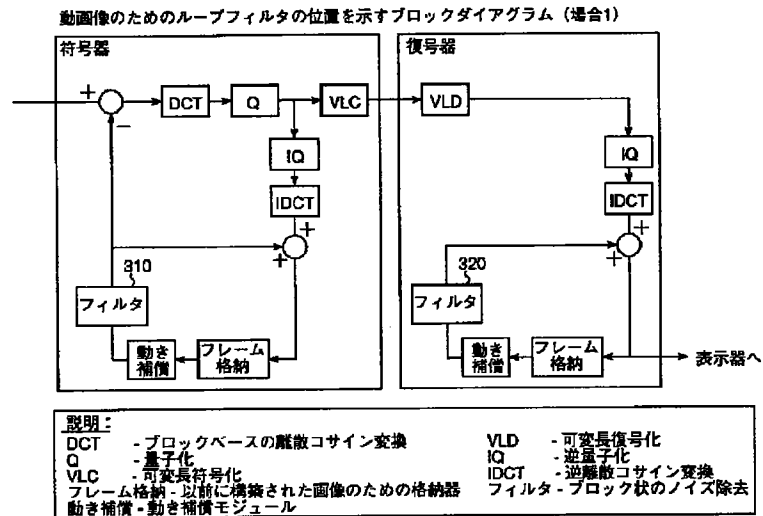 動画像のためのループフィルタの位置を示すブロックダイアグラム（場合1）
符号器
復号器
+
DCT
Q
VLC
VLD
−
IQ
IQ
IDCT
IDCT
+
+
+
+
310
320
フィルタ
フィルタ
動き
補償
フレーム
格納
動き
補償
フレーム
格納
表示器へ
説明：
DCT - ブロックベースの離散コサイン変換
Q - 量子化
VLC - 可変長符号化
フレーム格納 - 以前に構築された画像のための格納器
動き補償 - 動き補償モジュール
VLD - 可変長復号化
IQ - 逆量子化
IDCT - 逆離散コサイン変換
フィルタ - ブロック状のノイズ除去